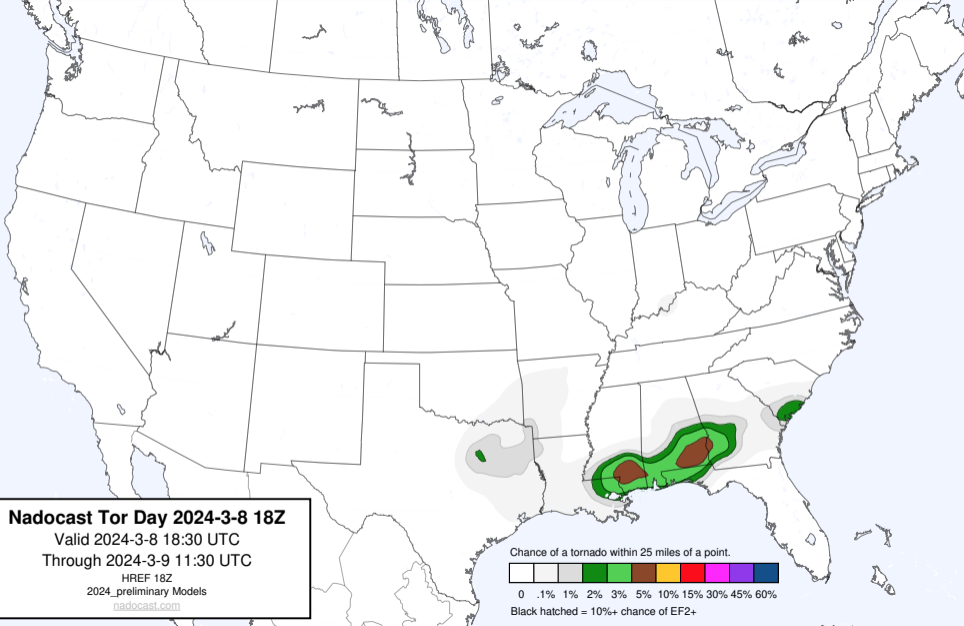 Nadocast Tor Day 2024-3-8 18Z
Valid 2024-3-8 18:30 UTC
Through 2024-3-9 11:30 UTC
HREF 18Z
2024_preliminary Models
nadocast.com
Chance of a tornado within 25 miles of a point.
0 .1% 1% 2% 3% 5% 10% 15% 30% 45% 60%
Black hatched = 10%+ chance of EF2+